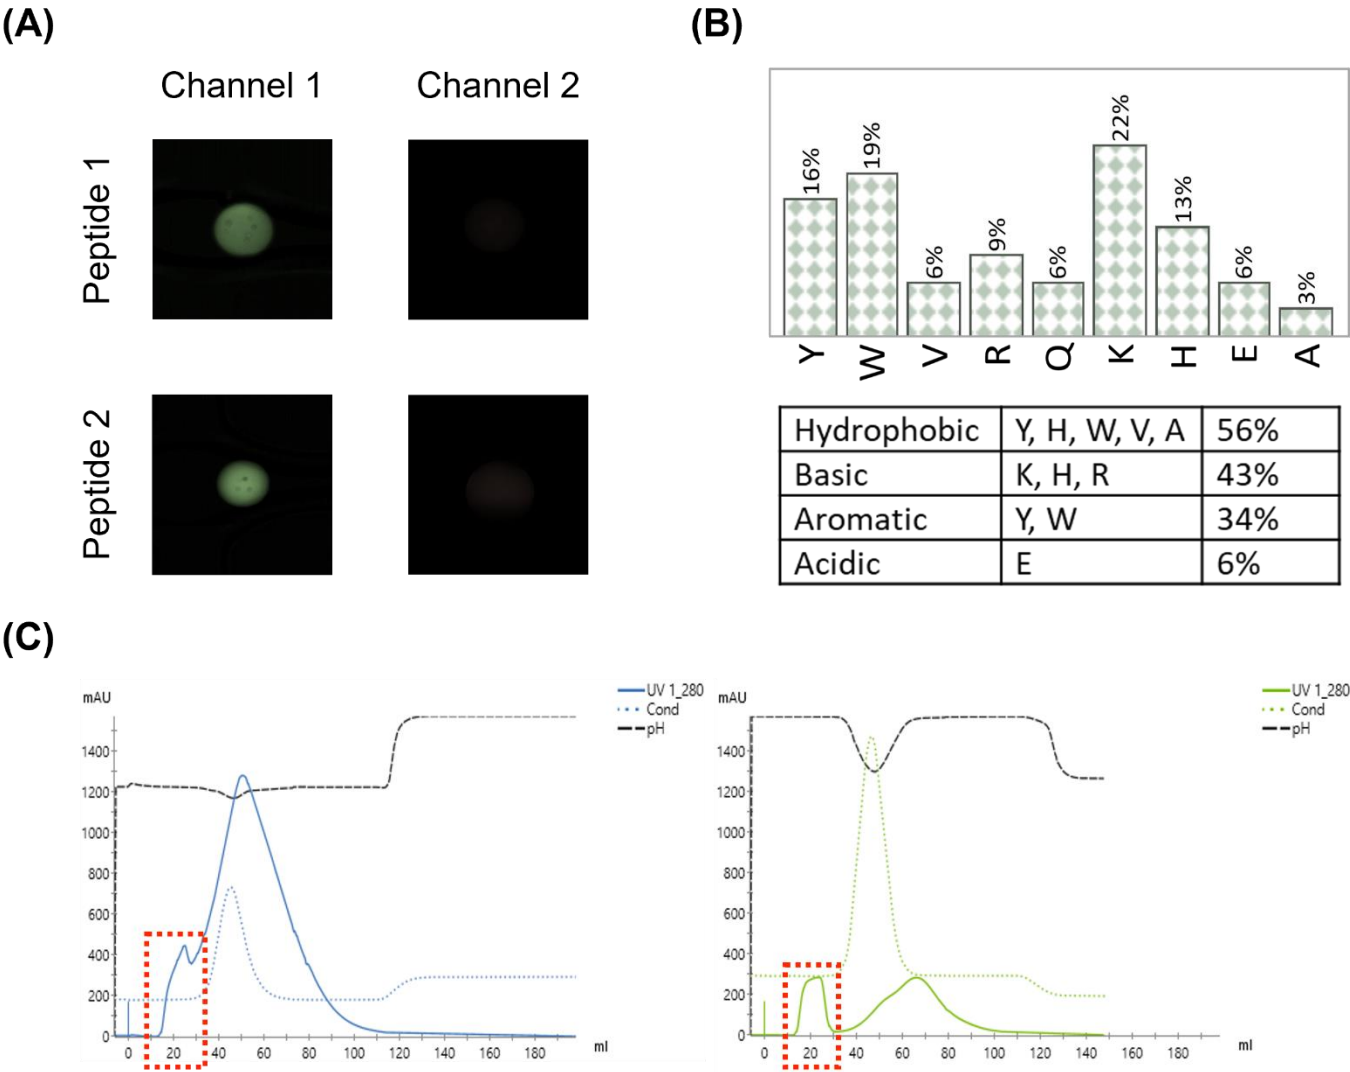 (A)
Channel 1 Channel 2
Peptide 1
Peptide 2
(B)
16% 19% 6% 9% 6% 22% 13% 6% 3%
Y W V R Q K H E A
Hydrophobic Y, H, W, V, A 56%
Basic K, H, R 43%
Aromatic Y, W 34%
Acidic E 6%
(C)
mAU
UV 1_280
Cond
pH
1400
1200
1000
800
600
400
200
0
0 20 40 60 80 100 120 140 160 180 ml
mAU
UV 1_280
Cond
pH
1400
1200
1000
800
600
400
200
0
0 20 40 60 80 100 120 140 160 180 ml